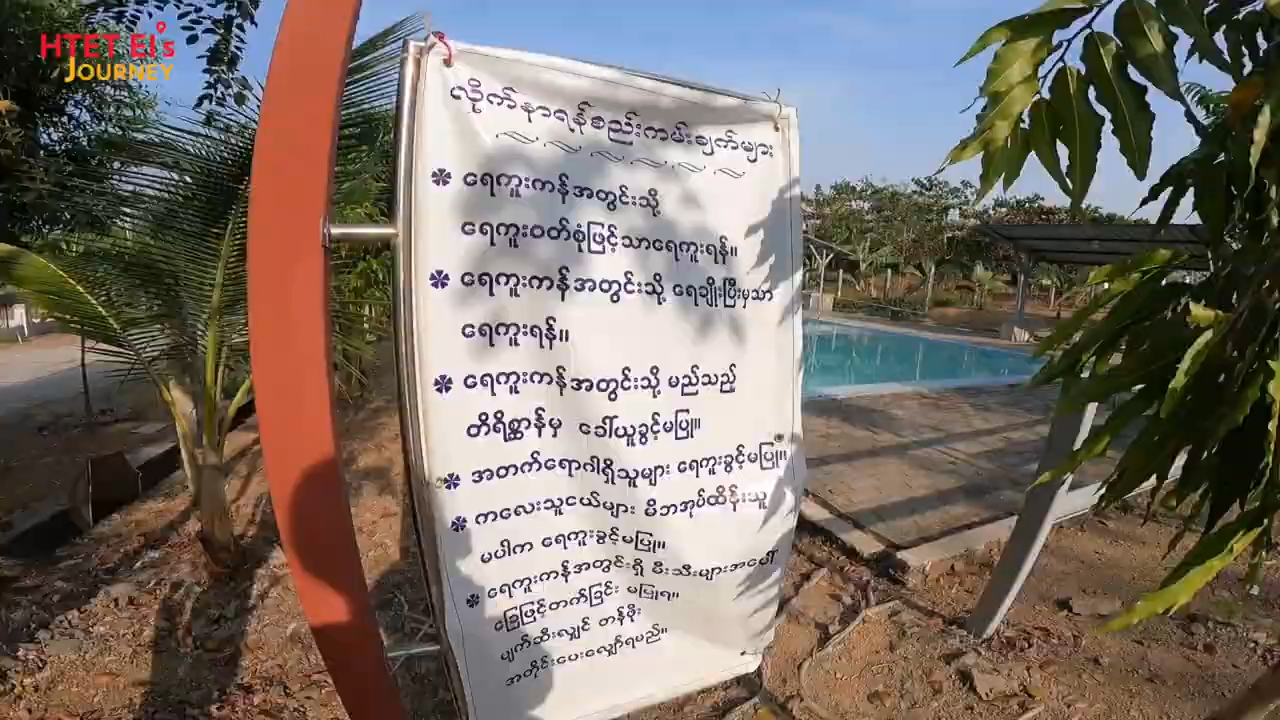 HTET EI's
JOURNEY
လိုက်နာရန်စည်းကမ်းချက်များ
ရေကူးကန်အတွင်းသို့
ရေကူးဝတ်စုံဖြင့်သာရေကူးရန်။
ရေကူးကန်အတွင်းသို့ ရေချိုးပြီးမှသာ
ရေကူးရန်။
ရေကူးကန်အတွင်းသို့ မည်သည့်
တိရိစ္ဆာန်မှ ခေါ်ယူခွင့်မပြု။
အတက်ရောဂါရှိသူများ ရေကူးခွင့်မပြု။
ကလေးသူငယ်များ မိဘအုပ်ထိန်းသူ
မပါက ရေကူးခွင့်မပြု။
ရေကူးကန်အတွင်းရှိ မီးသီးများအပေါ်
ခြေဖြင့်တက်ခြင်း မပြုရ။
ပျက်ဆီးလျှင် တန်ဖိုး
အတိုင်းပေးလျှော်ရမည်။